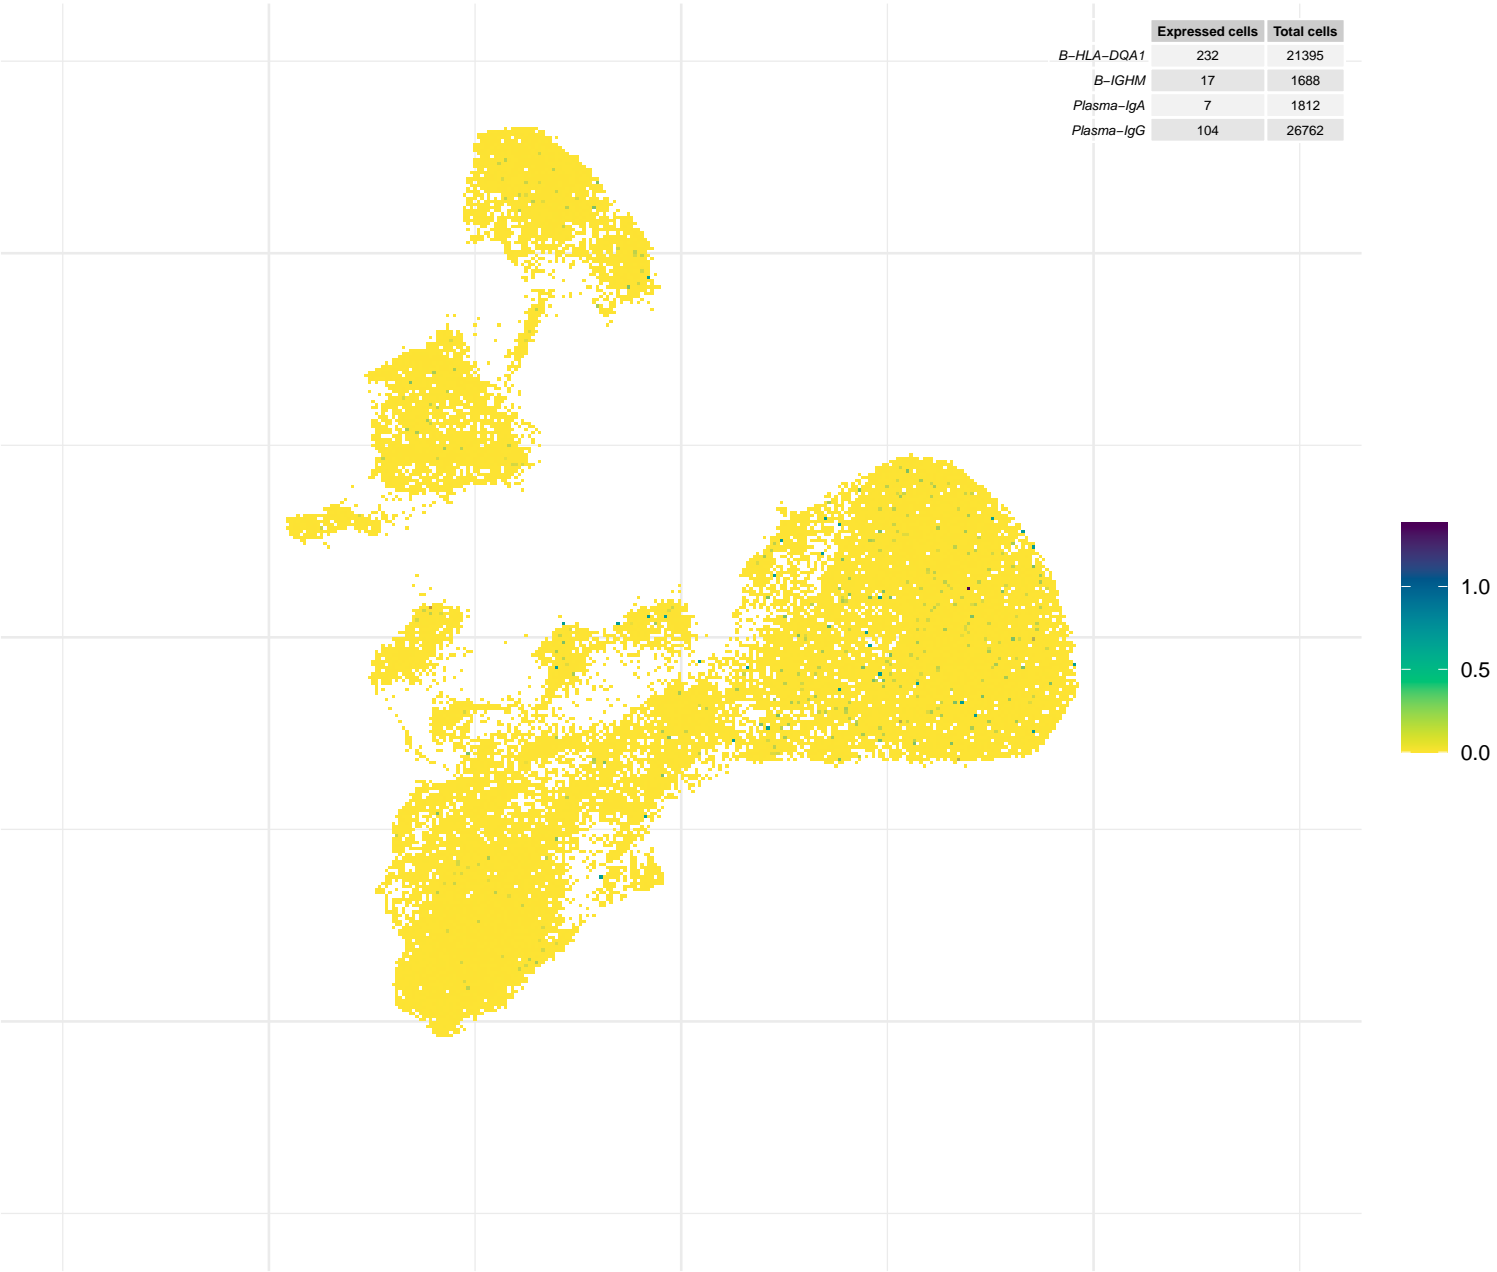 Expressed cells Total cells
B−HLA−DQA1 232 21395
B−IGHM 17 1688
Plasma−IgA 7 1812
Plasma−IgG 104 26762
1.0
0.5
0.0